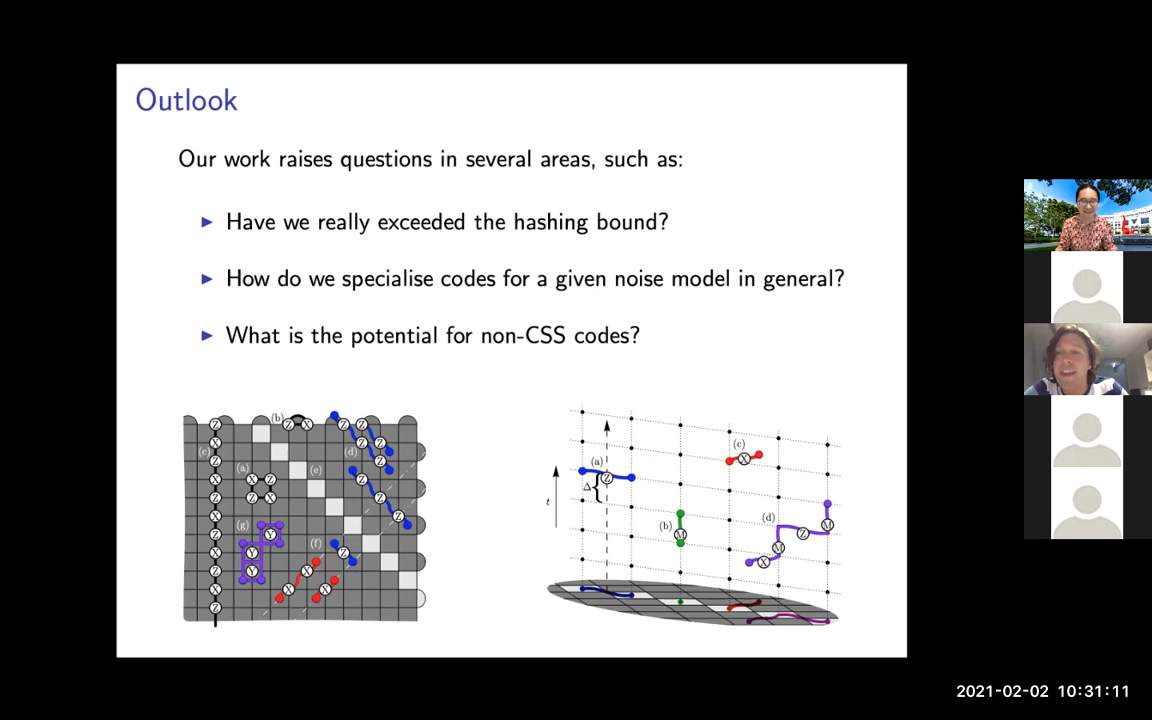 Outlook
Our work raises questions in several areas, such as:
Have we really exceeded the hashing bound?
How do we specialise codes for a given noise model in general?
What is the potential for non-CSS codes?
(b) Z X
Z
X (c) Z
(a) X Z
Z X
(d) Z Z
Z Z
Z
(e) Z
Z
Z
(g) Y
Y
Y
(f) Z
X
X X
X
Z
X
Z
X
Z
X
Z
t
(a) Z
Δ
(b) M
(c) X
(d) M
Z
M
X
2021-02-02 10:31:11